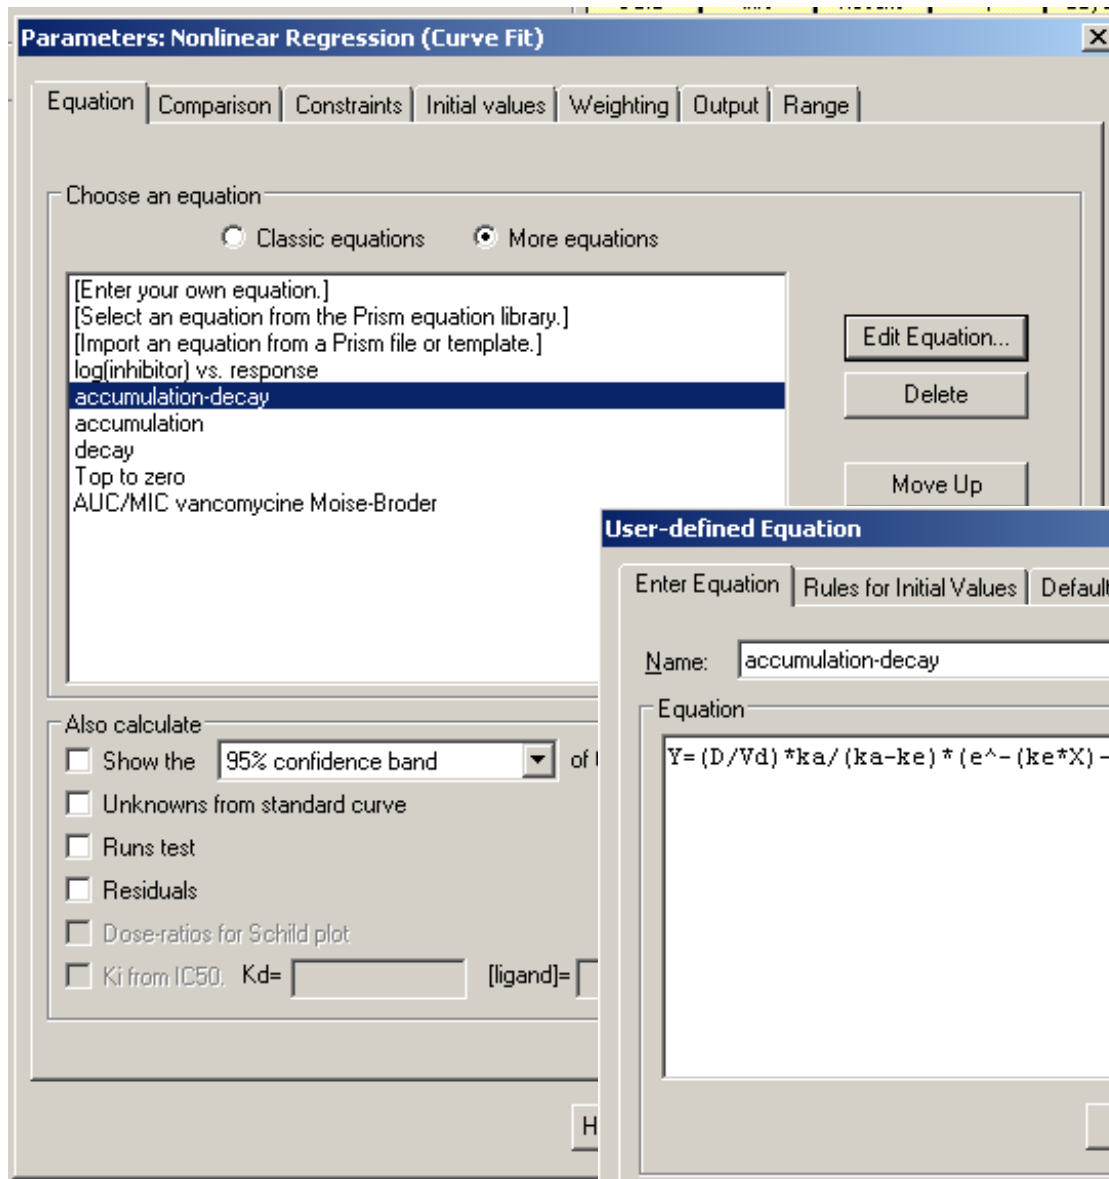 Parameters: Nonlinear Regression (Curve Fit)
Equation Comparison Constraints Initial values Weighting Output Range
Choose an equation
Classic equations More equations
[Enter your own equation.]
[Select an equation from the Prism equation library.]
[Import an equation from a Prism file or template.]
log(inhibitor) vs. response
accumulation-decay
accumulation
decay
Top to zero
AUC/MIC vancomycine Moise-Broder
Edit Equation...
Delete
Move Up
Also calculate
Show the 95% confidence band of
Unknowns from standard curve
Runs test
Residuals
Dose-ratios for Schild plot
Ki from IC50. Kd= [ligand]=
H
User-defined Equation
Enter Equation Rules for Initial Values Default
Name: accumulation-decay
Equation
Y=(D/Vd)*ka/(ka-ke)*(e^-(ke*X)-